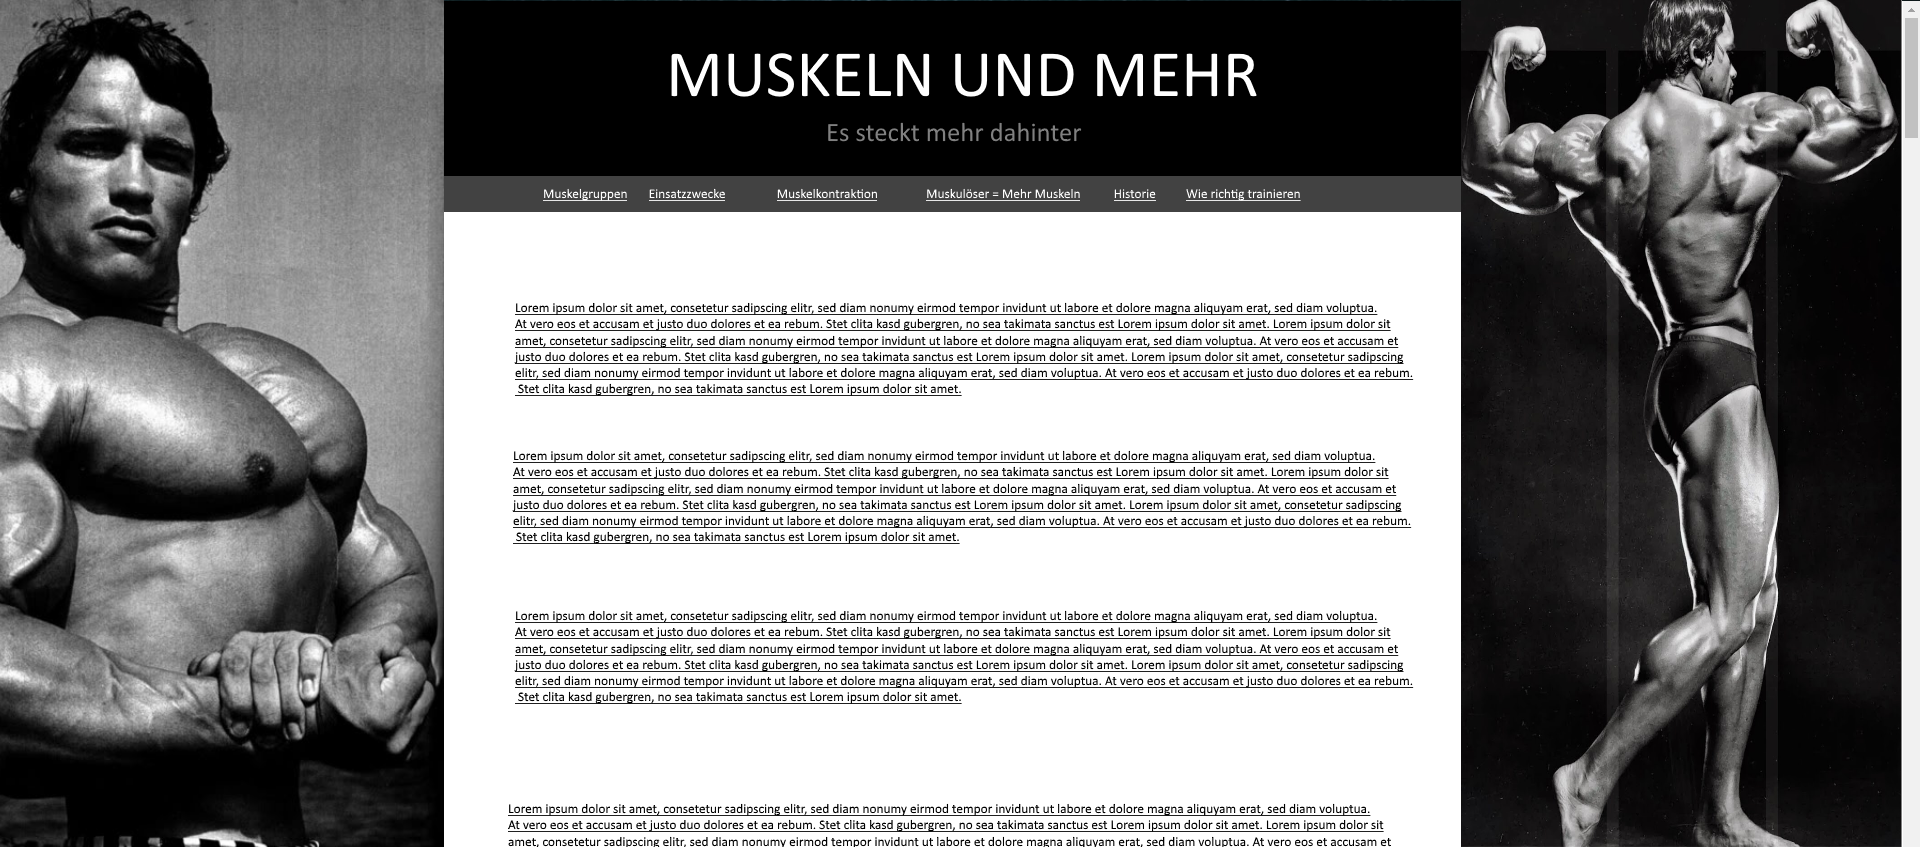 MUSKELN UND MEHR
Es steckt mehr dahinter
Muskelgruppen Einsatzzwecke Muskelkontraktion Muskulöser = Mehr Muskeln Historie Wie richtig trainieren
Lorem ipsum dolor sit amet, consetetur sadipscing elitr, sed diam nonumy eirmod tempor invidunt ut labore et dolore magna aliquyam erat, sed diam voluptua.
At vero eos et accusam et justo duo dolores et ea rebum. Stet clita kasd gubergren, no sea takimata sanctus est Lorem ipsum dolor sit amet. Lorem ipsum dolor sit
amet, consetetur sadipscing elitr, sed diam nonumy eirmod tempor invidunt ut labore et dolore magna aliquyam erat, sed diam voluptua. At vero eos et accusam et
justo duo dolores et ea rebum. Stet clita kasd gubergren, no sea takimata sanctus est Lorem ipsum dolor sit amet. Lorem ipsum dolor sit amet, consetetur sadipscing
elitr, sed diam nonumy eirmod tempor invidunt ut labore et dolore magna aliquyam erat, sed diam voluptua. At vero eos et accusam et justo duo dolores et ea rebum.
Stet clita kasd gubergren, no sea takimata sanctus est Lorem ipsum dolor sit amet.
Lorem ipsum dolor sit amet, consetetur sadipscing elitr, sed diam nonumy eirmod tempor invidunt ut labore et dolore magna aliquyam erat, sed diam voluptua.
At vero eos et accusam et justo duo dolores et ea rebum. Stet clita kasd gubergren, no sea takimata sanctus est Lorem ipsum dolor sit amet. Lorem ipsum dolor sit
amet, consetetur sadipscing elitr, sed diam nonumy eirmod tempor invidunt ut labore et dolore magna aliquyam erat, sed diam voluptua. At vero eos et accusam et
justo duo dolores et ea rebum. Stet clita kasd gubergren, no sea takimata sanctus est Lorem ipsum dolor sit amet. Lorem ipsum dolor sit amet, consetetur sadipscing
elitr, sed diam nonumy eirmod tempor invidunt ut labore et dolore magna aliquyam erat, sed diam voluptua. At vero eos et accusam et justo duo dolores et ea rebum.
Stet clita kasd gubergren, no sea takimata sanctus est Lorem ipsum dolor sit amet.
Lorem ipsum dolor sit amet, consetetur sadipscing elitr, sed diam nonumy eirmod tempor invidunt ut labore et dolore magna aliquyam erat, sed diam voluptua.
At vero eos et accusam et justo duo dolores et ea rebum. Stet clita kasd gubergren, no sea takimata sanctus est Lorem ipsum dolor sit amet. Lorem ipsum dolor sit
amet, consetetur sadipscing elitr, sed diam nonumy eirmod tempor invidunt ut labore et dolore magna aliquyam erat, sed diam voluptua. At vero eos et accusam et
justo duo dolores et ea rebum. Stet clita kasd gubergren, no sea takimata sanctus est Lorem ipsum dolor sit amet. Lorem ipsum dolor sit amet, consetetur sadipscing
elitr, sed diam nonumy eirmod tempor invidunt ut labore et dolore magna aliquyam erat, sed diam voluptua. At vero eos et accusam et justo duo dolores et ea rebum.
Stet clita kasd gubergren, no sea takimata sanctus est Lorem ipsum dolor sit amet.
Lorem ipsum dolor sit amet, consetetur sadipscing elitr, sed diam nonumy eirmod tempor invidunt ut labore et dolore magna aliquyam erat, sed diam voluptua.
At vero eos et accusam et justo duo dolores et ea rebum. Stet clita kasd gubergren, no sea takimata sanctus est Lorem ipsum dolor sit amet. Lorem ipsum dolor sit
amet, consetetur sadipscing elitr, sed diam nonumy eirmod tempor invidunt ut labore et dolore magna aliquyam erat, sed diam voluptua. At vero eos et accusam et